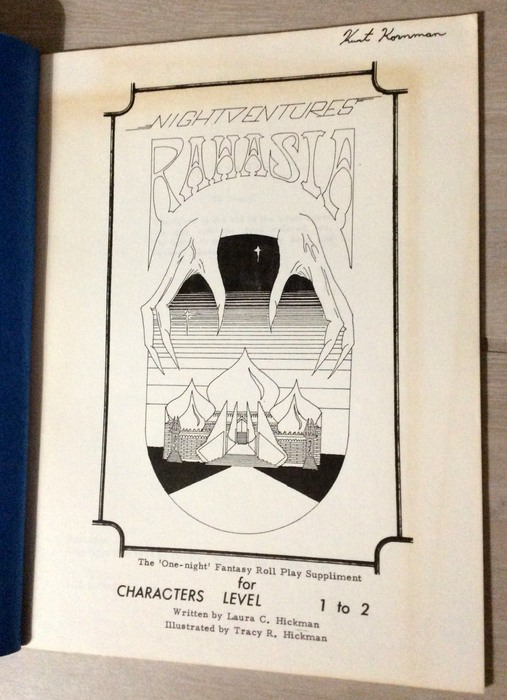 Kurt Kornman
NIGHTVENTURES
RAHASIA
The 'One-night' Fantasy Roll Play Suppliment
for
CHARACTERS LEVEL 1 to 2
Written by Laura C. Hickman
Illustrated by Tracy R. Hickman